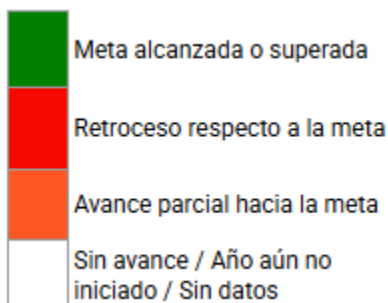 Meta alcanzada o superada
Retroceso respecto a la meta
Avance parcial hacia la meta
Sin avance / Año aún no
iniciado / Sin datos